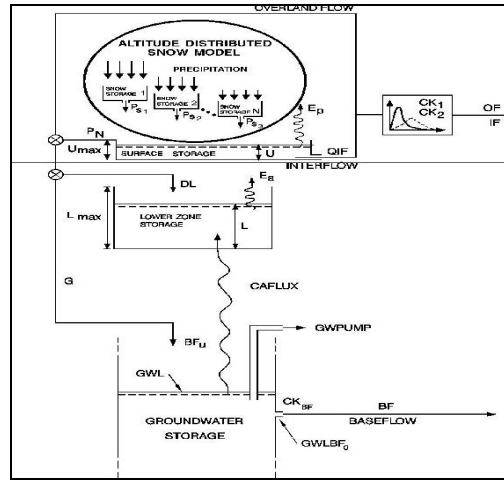 OVERLAND FLOW
ALTITUDE DISTRIBUTED
SNOW MODEL
PRECIPITATION
SNOW STORAGE 1
SNOW STORAGE 2
SNOW STORAGE N
PS1
PS2
PS3
EP
CK1
CK2
OF
IF
PN
Umax
SURFACE STORAGE
U
QIF
INTERFLOW
DL
Ea
L max
LOWER ZONE
STORAGE
L
G
CAFLUX
BFu
GWPUMP
GWL
CKBF
BF
BASEFLOW
GROUNDWATER
STORAGE
GWLBF0